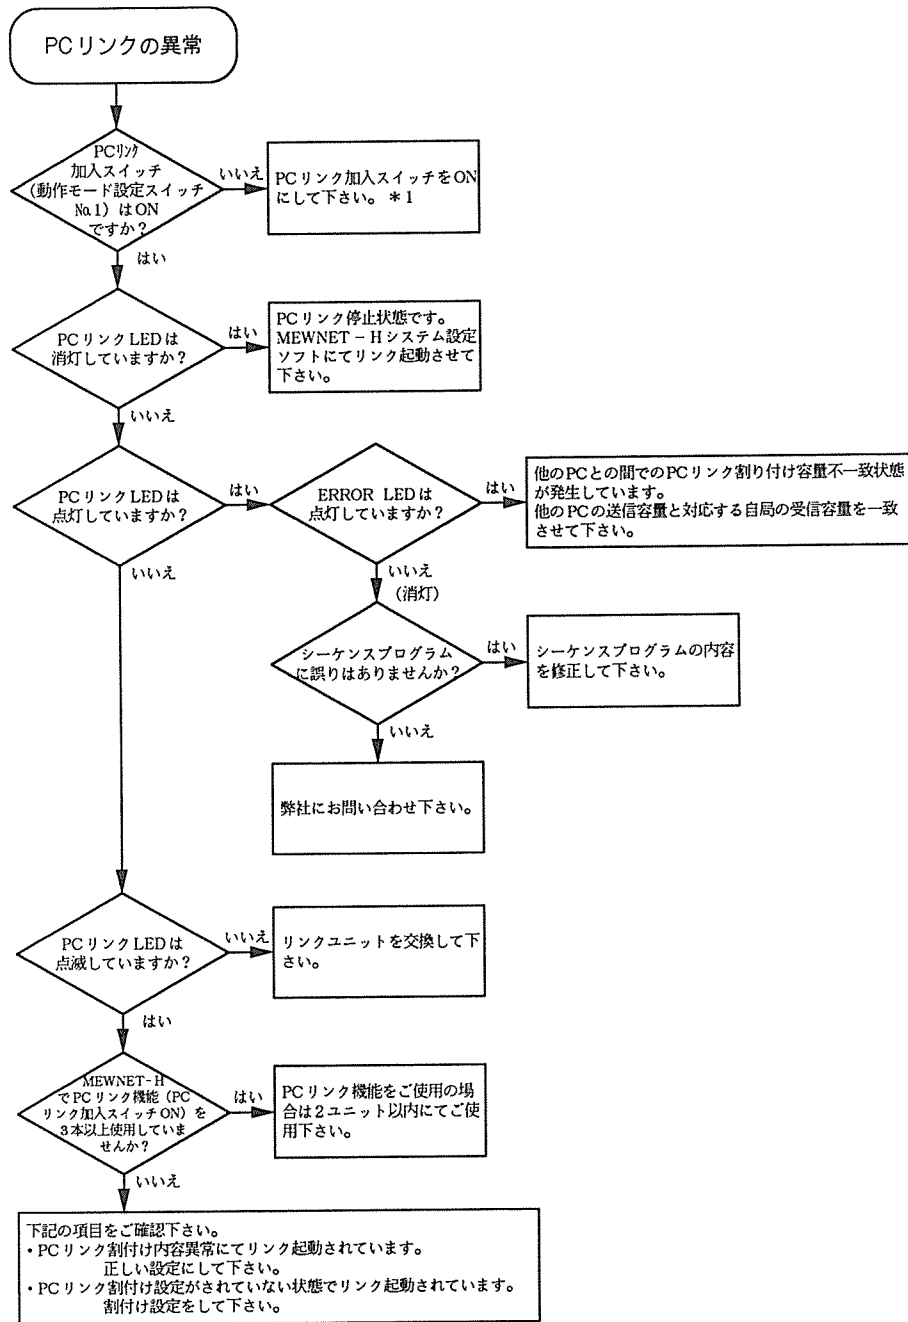 PCリンクの異常
PCリンク
加入スイッチ
(動作モード設定スイッチ
No.1)はON
ですか?
いいえ
PCリンク加入スイッチをON
にして下さい。 *1
はい
PCリンクLEDは
消灯していますか?
はい
PCリンク停止状態です。
MEWNET-Hシステム設定
ソフトにてリンク起動させて
下さい。
いいえ
PCリンクLEDは
点灯していますか?
はい
ERROR LEDは
点灯していますか?
はい
他のPCとの間でのPCリンク割り付け容量不一致状態
が発生しています。
他のPCの送信容量と対応する自局の受信容量を一致
させて下さい。
いいえ
いいえ
(消灯)
シーケンスプログラム
に誤りはありませんか?
はい
シーケンスプログラムの内容
を修正して下さい。
いいえ
弊社にお問い合わせ下さい。
PCリンクLEDは
点滅していますか?
いいえ
リンクユニットを交換して下
さい。
はい
MEWNET-H
でPCリンク機能(PC
リンク加入スイッチON)を
3本以上使用していま
せんか?
はい
PCリンク機能をご使用の場
合は2ユニット以内にてご使
用下さい。
いいえ
下記の項目をご確認下さい。
・PCリンク割付け内容異常にてリンク起動されています。
正しい設定にして下さい。
・PCリンク割付け設定がされていない状態でリンク起動されています。
割付け設定をして下さい。